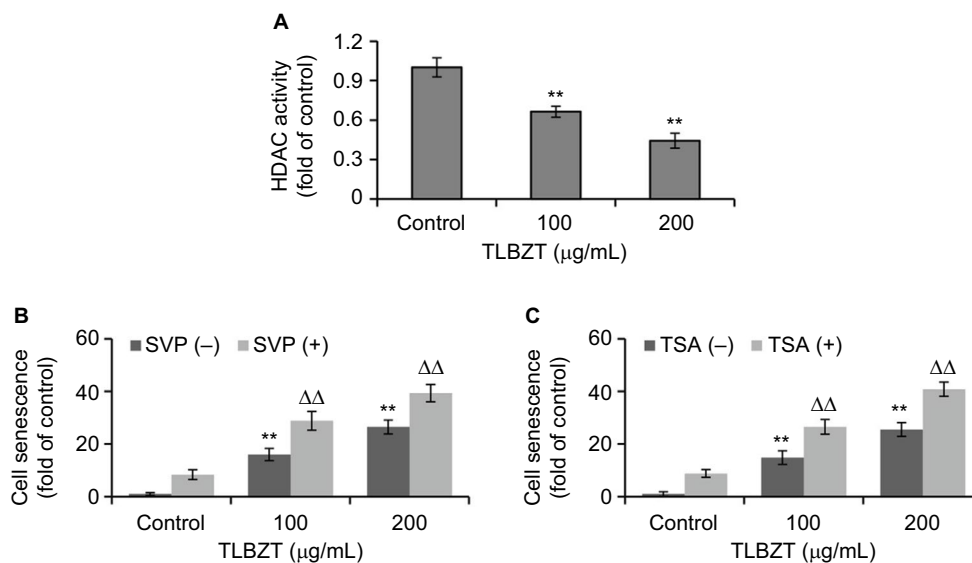 A
HDAC activity
(fold of control)
1.2
0.9
0.6
0.3
0
**
**
Control
100
200
TLBZT (µg/mL)
B
Cell senescence
(fold of control)
60
40
20
0
SVP (–)
SVP (+)
**
ΔΔ
**
ΔΔ
Control
100
200
TLBZT (µg/mL)
C
Cell senescence
(fold of control)
60
40
20
0
TSA (–)
TSA (+)
**
ΔΔ
**
ΔΔ
Control
100
200
TLBZT (µg/mL)